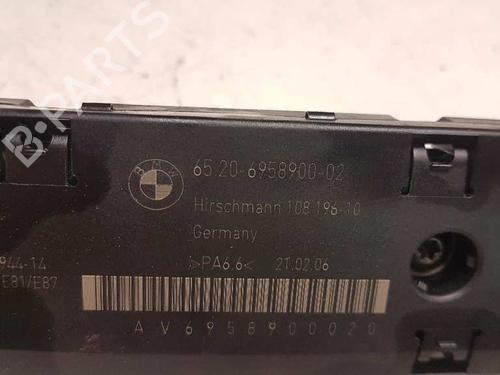 B-PARTS
BMW
65.20-6958900-02
Hirschmann 108 196-10
Germany
944-14
E81/E87
>PA6.6< 21.02.06
AV69589000020